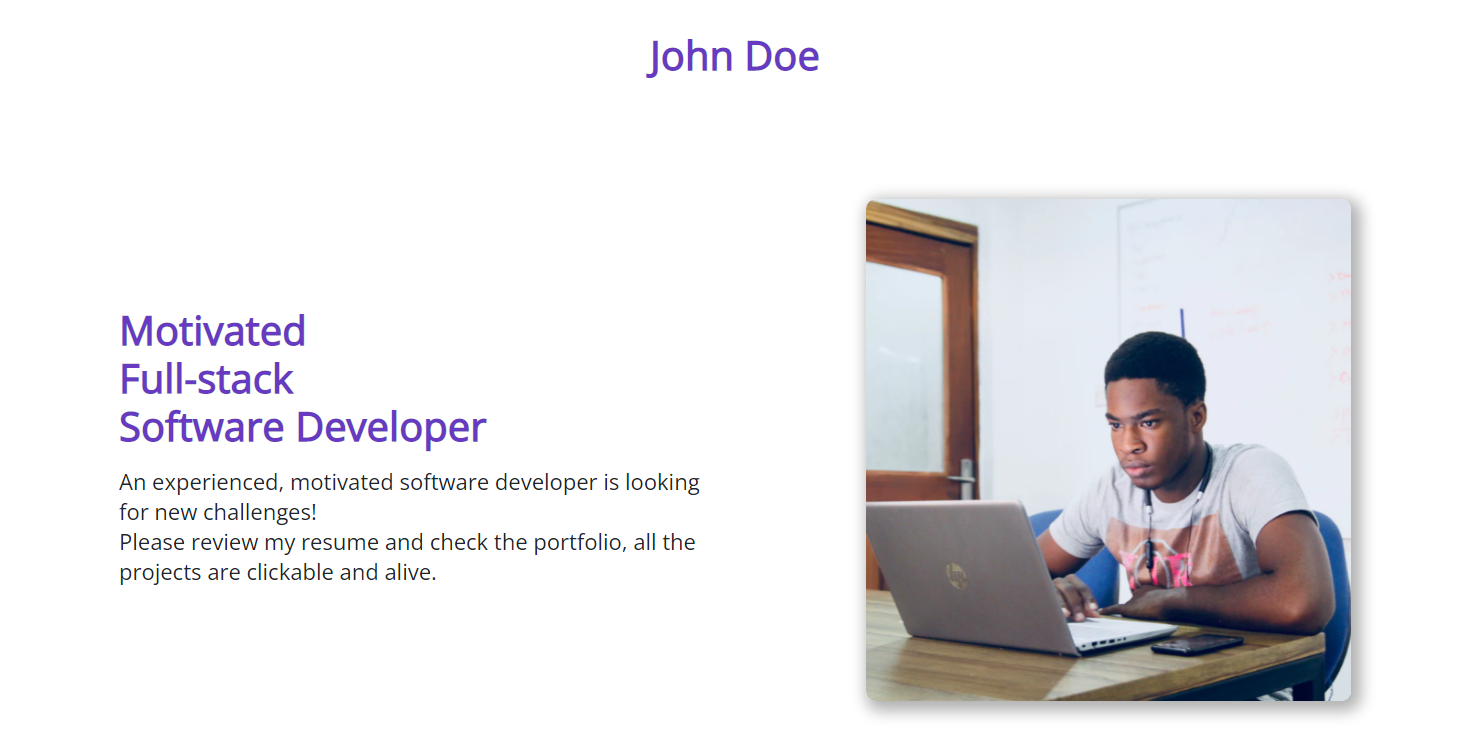 John Doe
Motivated
Full-stack
Software Developer
An experienced, motivated software developer is looking
for new challenges!
Please review my resume and check the portfolio, all the
projects are clickable and alive.